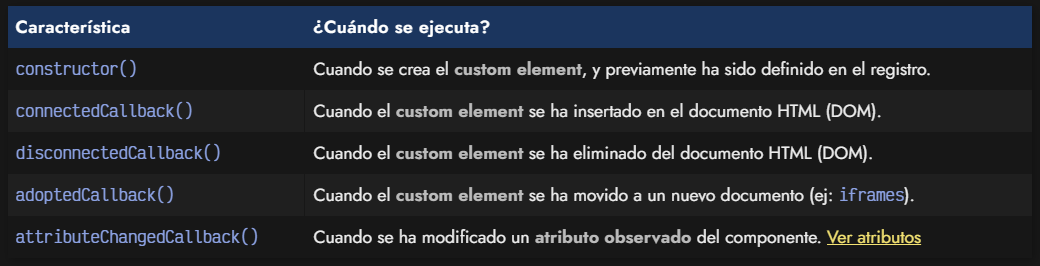 Característica ¿Cuándo se ejecuta?
constructor() Cuando se crea el custom element, y previamente ha sido definido en el registro.
connectedCallback() Cuando el custom element se ha insertado en el documento HTML (DOM).
disconnectedCallback() Cuando el custom element se ha eliminado del documento HTML (DOM).
adoptedCallback() Cuando el custom element se ha movido a un nuevo documento (ej: iframes).
attributeChangedCallback() Cuando se ha modificado un atributo observado del componente. Ver atributos